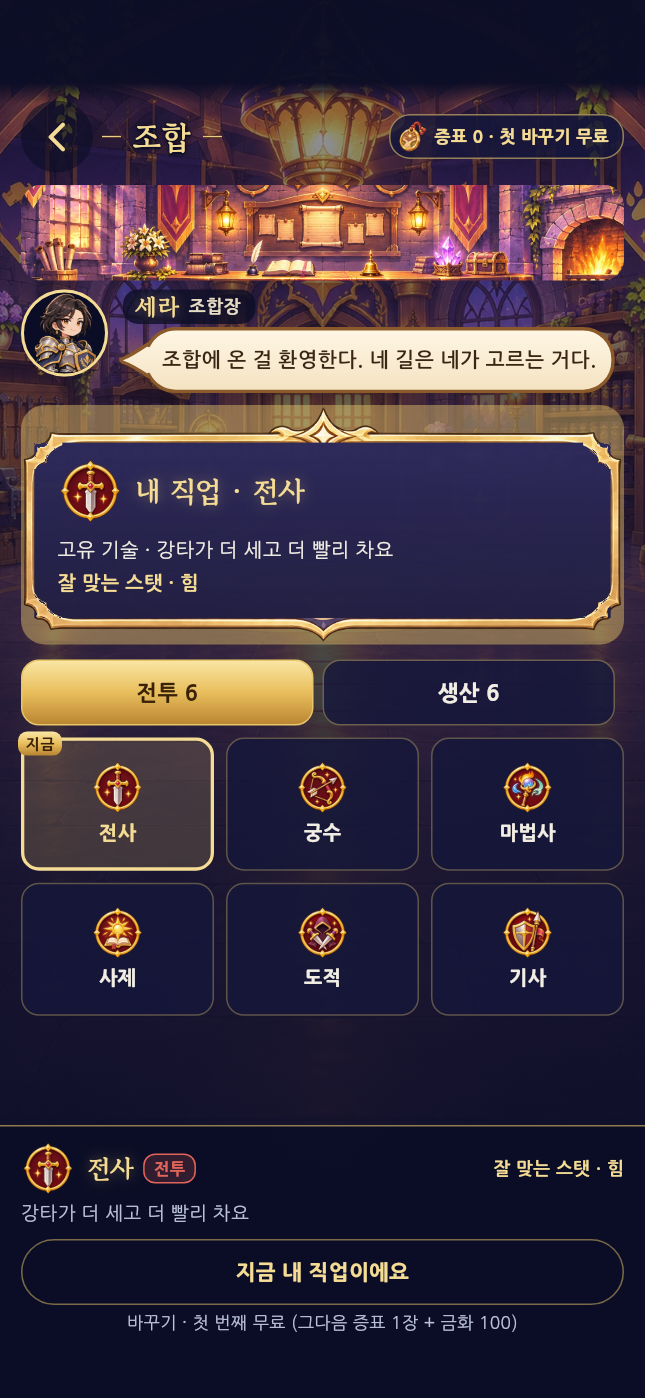 조합
증표 0 · 첫 바꾸기 무료
세라 조합장
조합에 온 걸 환영한다. 네 길은 네가 고르는 거다.
내 직업 · 전사
고유 기술 · 강타가 더 세고 더 빨리 차요
잘 맞는 스탯 · 힘
전투 6
생산 6
지금
전사
궁수
마법사
사제
도적
기사
전사 전투
잘 맞는 스탯 · 힘
강타가 더 세고 더 빨리 차요
지금 내 직업이에요
바꾸기 · 첫 번째 무료 (그다음 증표 1장 + 금화 100)